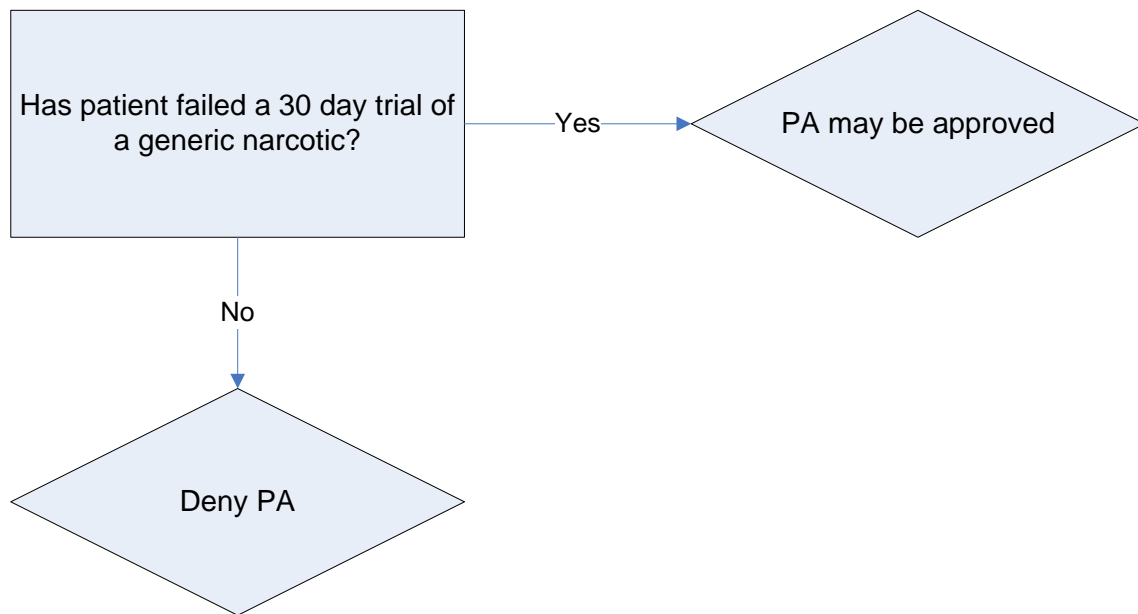 Has patient failed a 30 day trial of
a generic narcotic?
Yes
PA may be approved
No
Deny PA